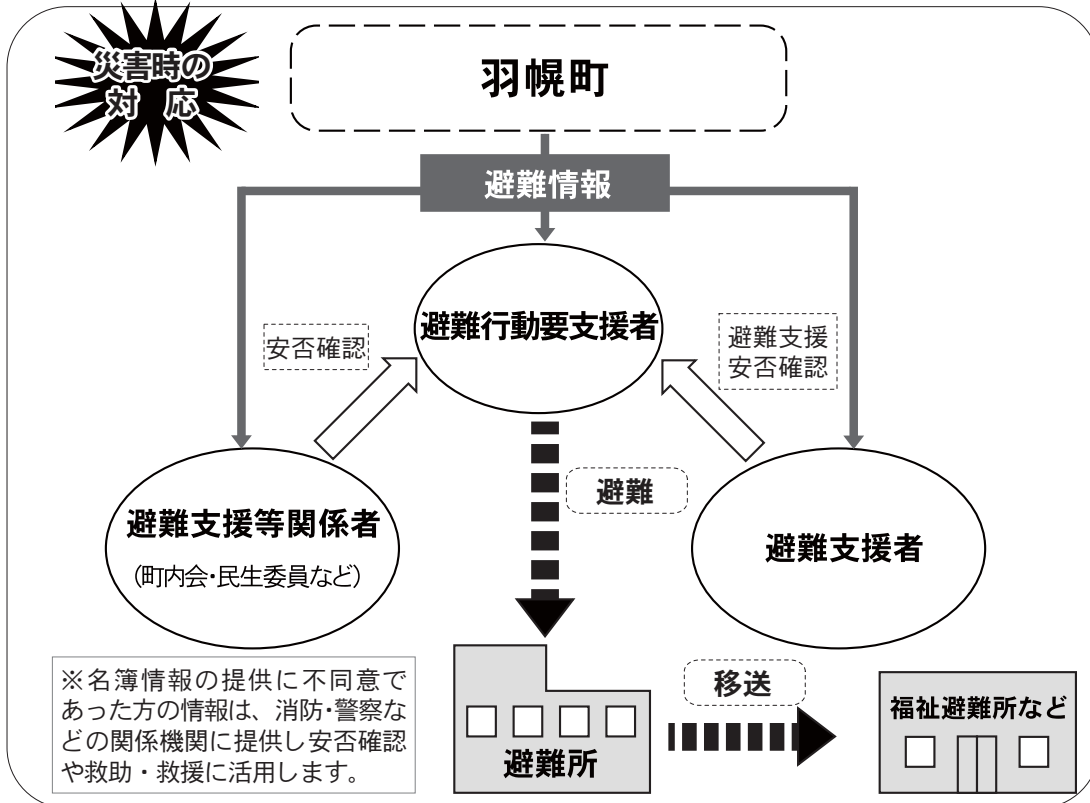 災害時の
対 応
羽幌町
避難情報
避難行動要支援者
安否確認
避難支援
安否確認
避難支援等関係者
(町内会･民生委員など)
避難
避難支援者
※名簿情報の提供に不同意で
あった方の情報は、消防･警察な
どの関係機関に提供し安否確認
や救助・救援に活用します。
避難所
移送
福祉避難所など